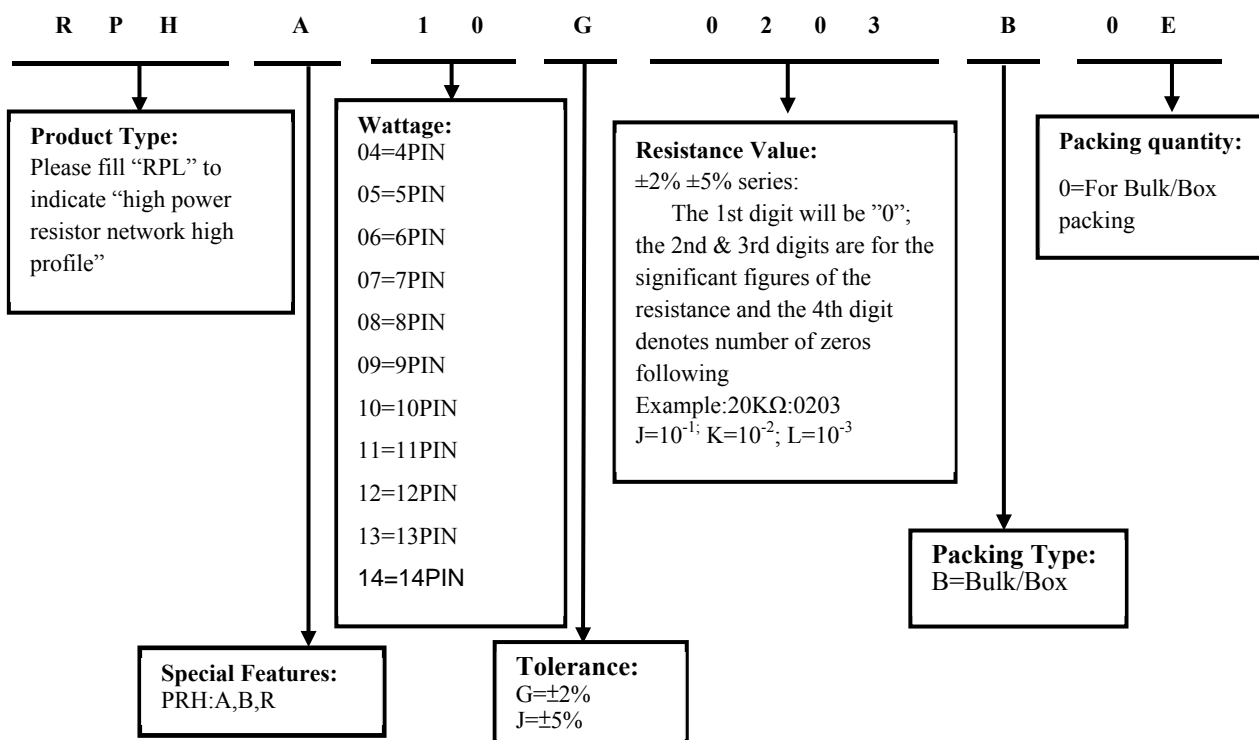 R P H A 1 0 G 0 2 0 3 B 0 E
Product Type:
Please fill “RPL” to
indicate “high power
resistor network high
profile”
Wattage:
04=4PIN
05=5PIN
06=6PIN
07=7PIN
08=8PIN
09=9PIN
10=10PIN
11=11PIN
12=12PIN
13=13PIN
14=14PIN
Resistance Value:
±2% ±5% series:
The 1st digit will be ”0”;
the 2nd & 3rd digits are for the
significant figures of the
resistance and the 4th digit
denotes number of zeros
following
Example:20KΩ:0203
J=10⁻¹; K=10⁻²; L=10⁻³
Packing quantity:
0=For Bulk/Box
packing
Packing Type:
B=Bulk/Box
Special Features:
PRH:A,B,R
Tolerance:
G=±2%
J=±5%